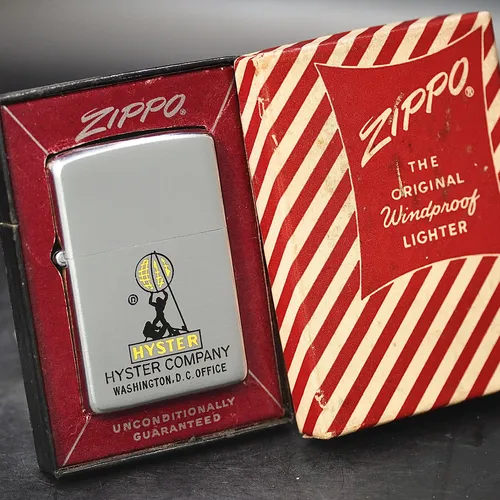 ZIPPO®
®
HYSTER
HYSTER COMPANY
WASHINGTON, D.C. OFFICE
UNCONDITIONALLY
GUARANTEED
ZIPPO®
THE
ORIGINAL
Windproof
LIGHTER